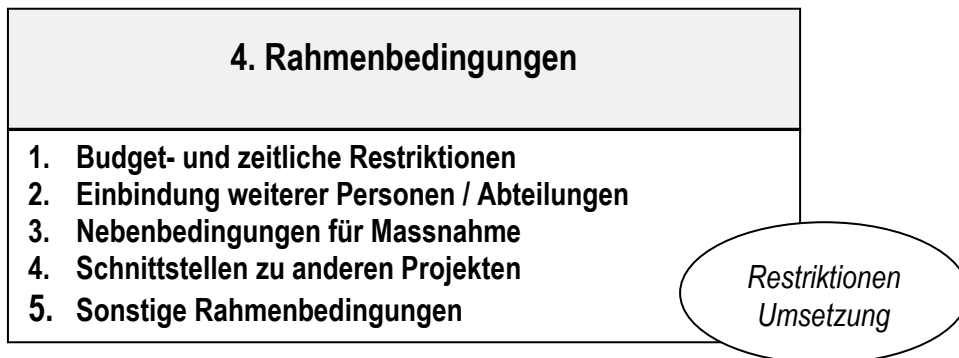 4. Rahmenbedingungen
1. Budget- und zeitliche Restriktionen
2. Einbindung weiterer Personen / Abteilungen
3. Nebenbedingungen für Massnahme
4. Schnittstellen zu anderen Projekten
5. Sonstige Rahmenbedingungen
Restriktionen
Umsetzung